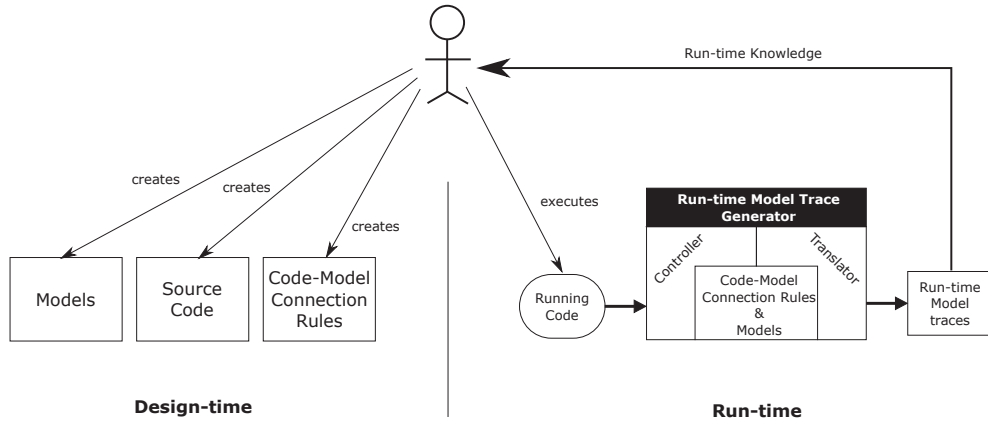 Run-time Knowledge
creates
creates
creates
executes
Models
Source
Code
Code-Model
Connection
Rules
Running
Code
Run-time Model Trace
Generator
Controller
Translator
Code-Model
Connection Rules
&
Models
Run-time
Model
traces
Design-time
Run-time